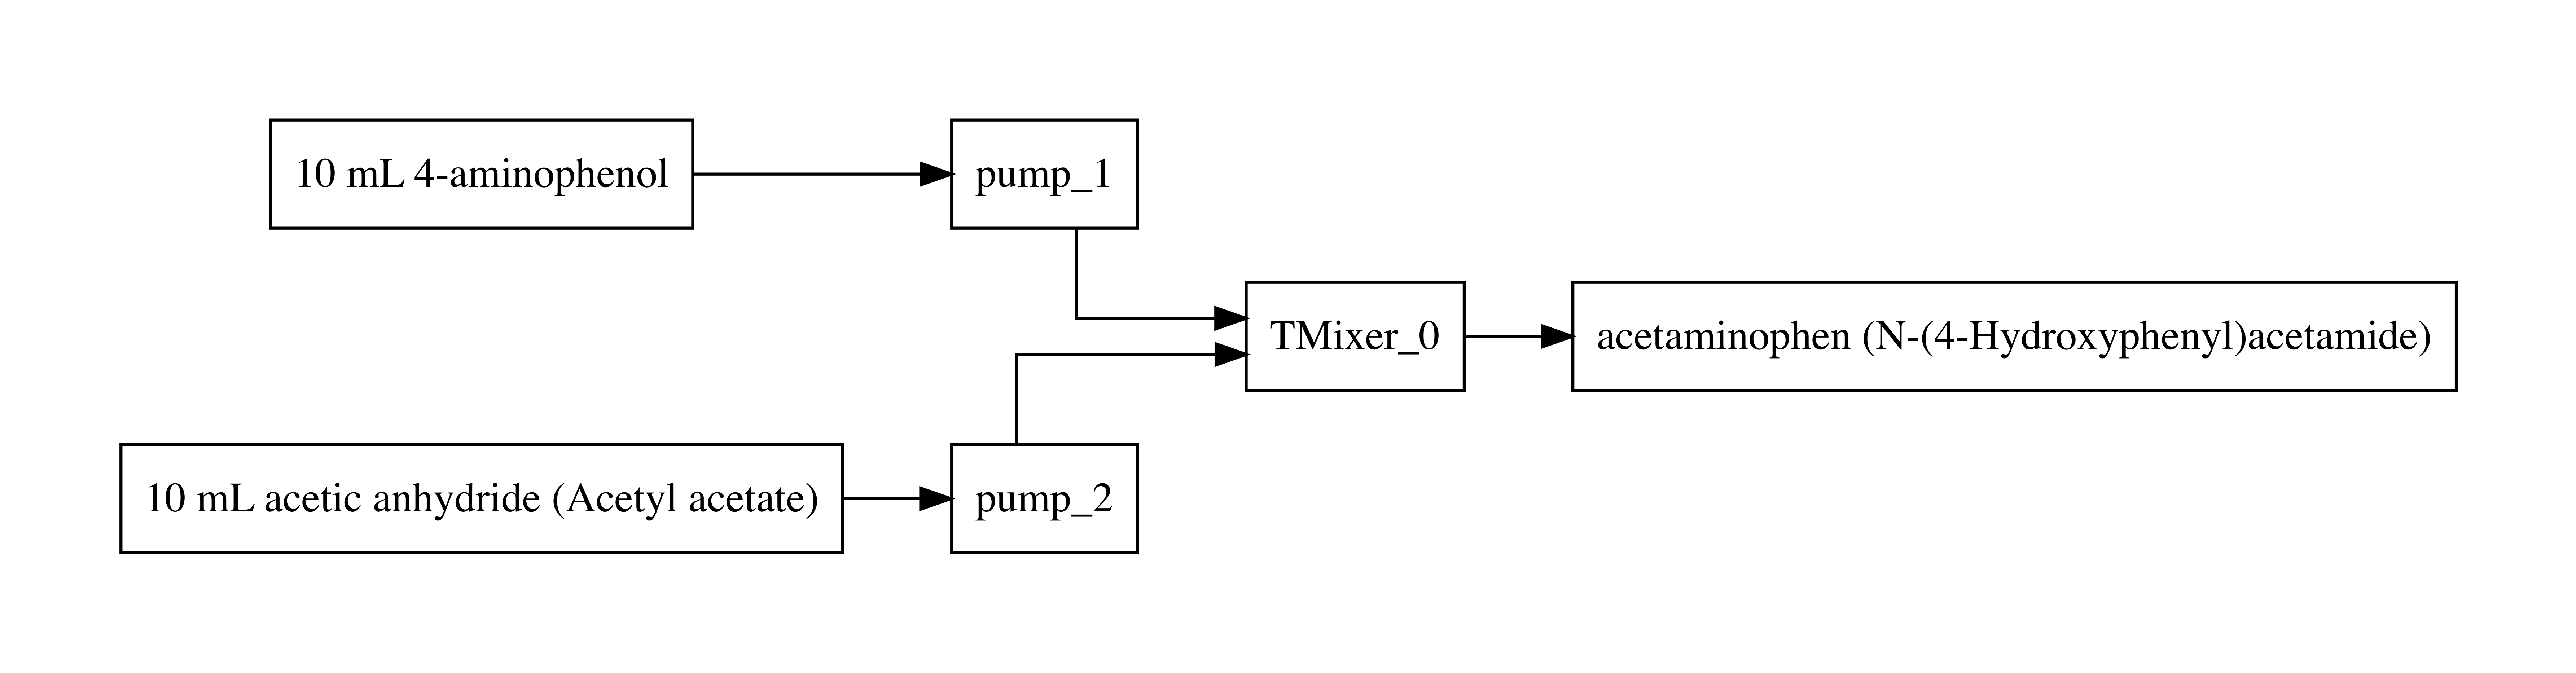 10 mL 4-aminophenol
pump_1
TMixer_0
acetaminophen (N-(4-Hydroxyphenyl)acetamide)
10 mL acetic anhydride (Acetyl acetate)
pump_2